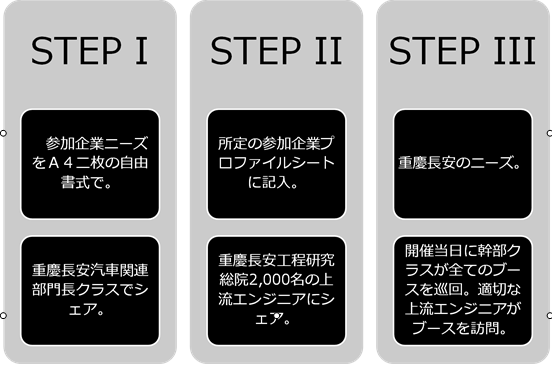 STEP I
参加企業ニーズ
をA4二枚の自由
書式で。
重慶長安汽車関連
部門長クラスでシ
ェア。
STEP II
所定の参加企業プ
ロファイルシート
に記入。
重慶長安工程研究
総院2,000名の上
流エンジニアにシ
ェア。
STEP III
重慶長安のニーズ。
開催当日に幹部ク
ラスが全てのブー
スを巡回。適切な
上流エンジニアが
ブースを訪問。